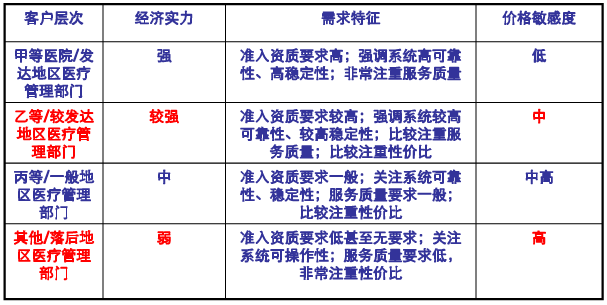 客户层次 经济实力 需求特征 价格敏感度
甲等医院/发
达地区医疗
管理部门
强
准入资质要求高；强调系统高可靠
性、高稳定性；非常注重服务质量
低
乙等/较发达
地区医疗管
理部门
较强
准入资质要求较高；强调系统较高
可靠性、较高稳定性；比较注重服
务质量；比较注重性价比
中
丙等/一般地
区医疗管理
部门
中
准入资质要求一般；关注系统可靠
性、稳定性；服务质量要求一般；
比较注重性价比
中高
其他/落后地
区医疗管理
部门
弱
准入资质要求低甚至无要求；关注
系统可操作性；服务质量要求低，
非常注重性价比
高